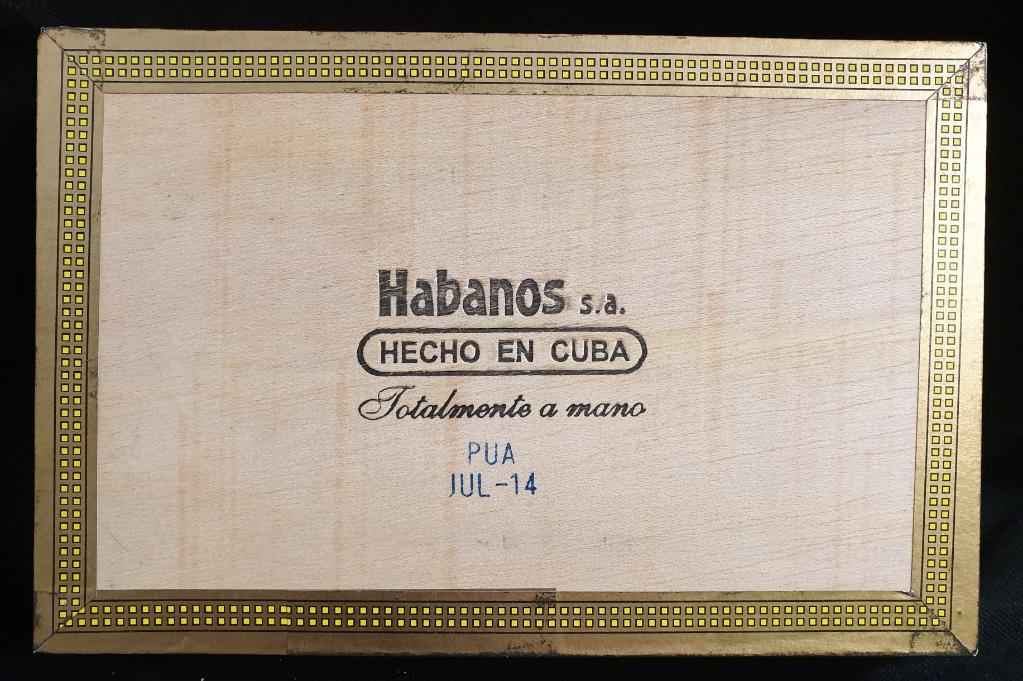 Habanos s.a.
HECHO EN CUBA
Totalmente a mano
PUA
JUL-14